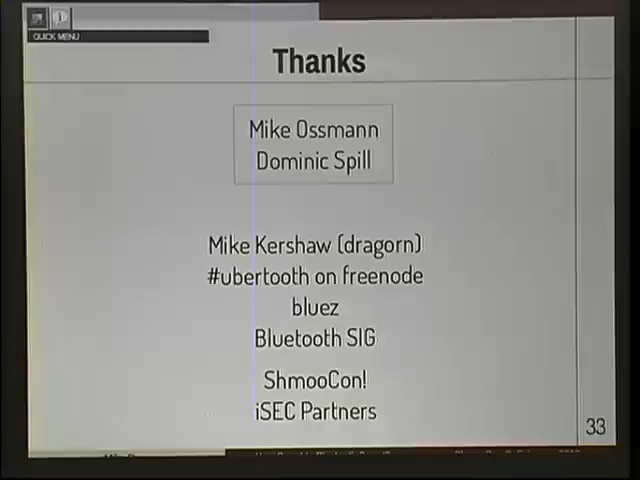 QUICK MENU
Thanks
Mike Ossmann
Dominic Spill
Mike Kershaw (dragorn)
#ubertooth on freenode
bluez
Bluetooth SIG
ShmooCon!
iSEC Partners
33